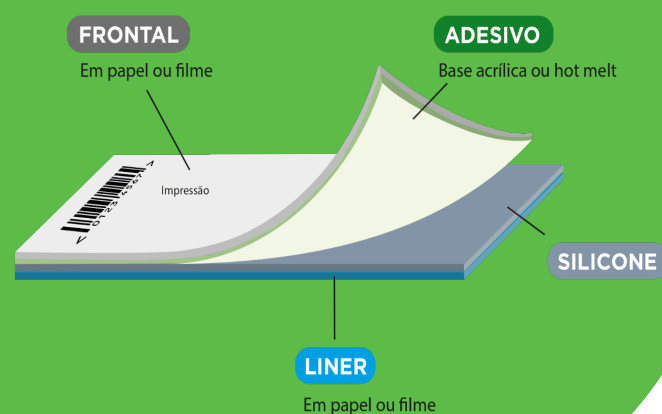 FRONTAL
Em papel ou filme
ADESIVO
Base acrílica ou hot melt
Impressão
SILICONE
LINER
Em papel ou filme